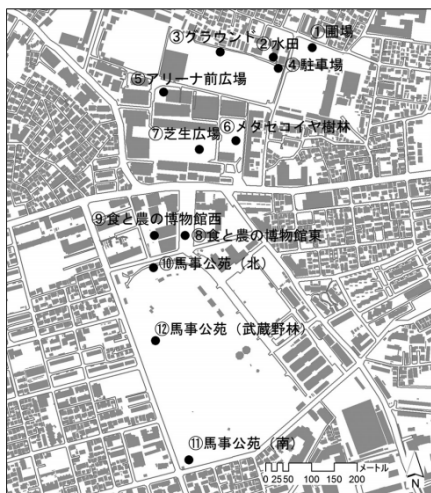 ③グラウンド
①圃場
②水田
④駐車場
⑤アリーナ前広場
⑥メタセコイヤ樹林
⑦芝生広場
⑨食と農の博物館西
⑧食と農の博物館東
⑩馬事公苑（北）
⑫馬事公苑（武蔵野林）
⑪馬事公苑（南）
メートル
0 25 50 100 150 200
N